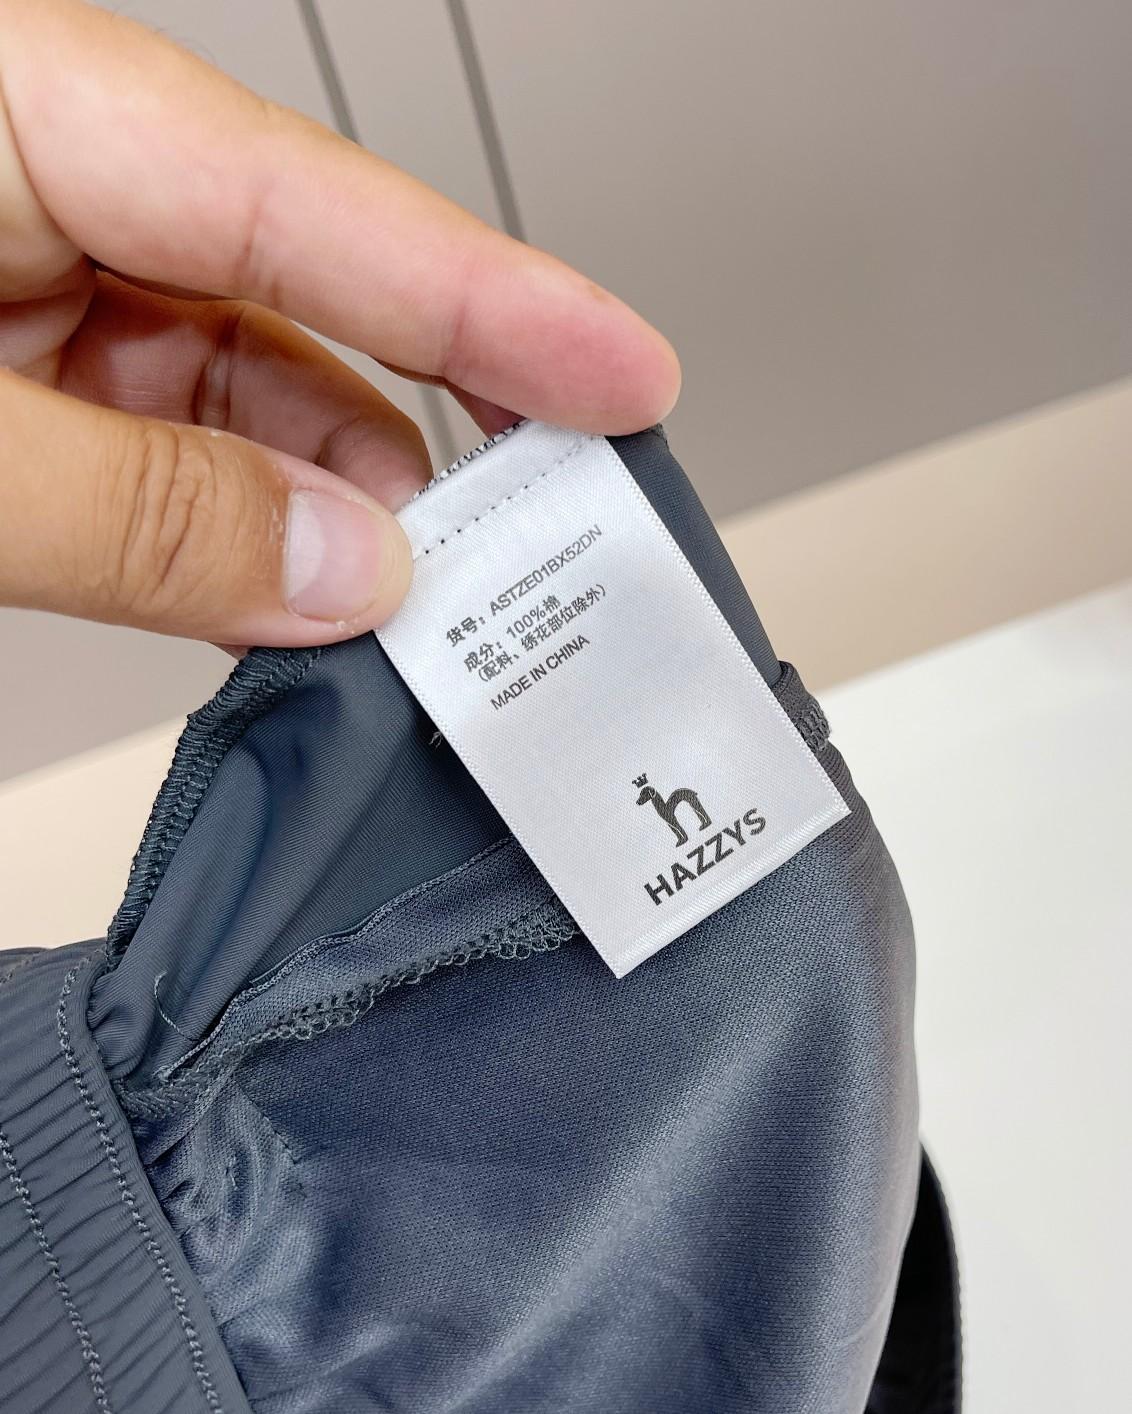 货号：ASTZE01BX52DN
成分：100%棉
（配料、绣花部位除外）
MADE IN CHINA
HAZZYS